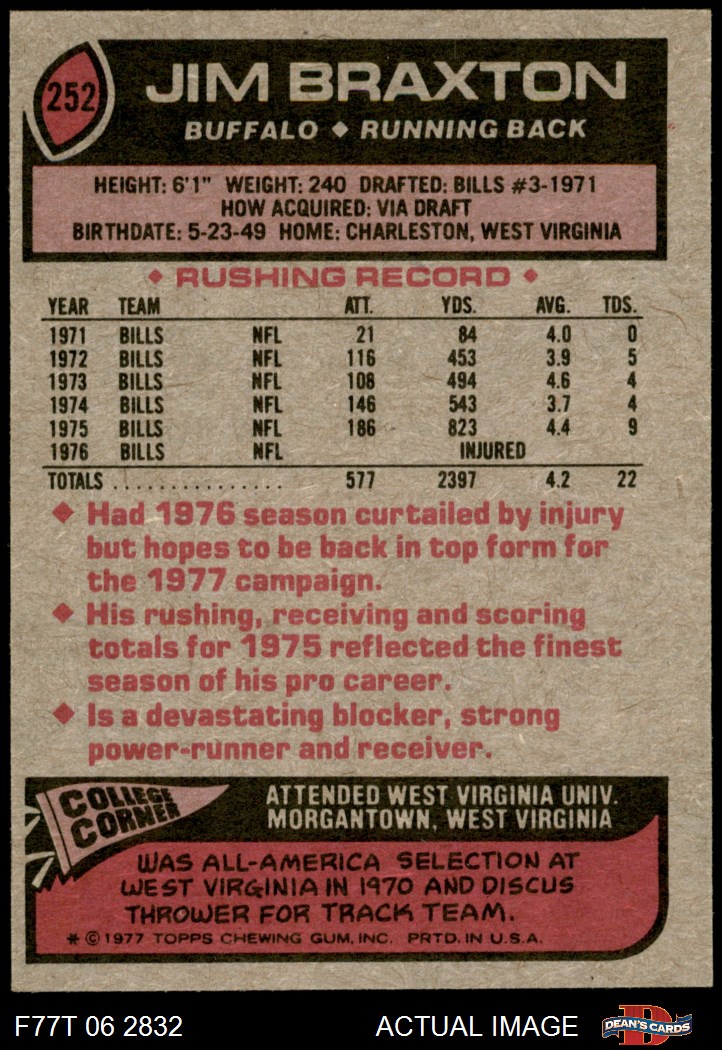 252
JIM BRAXTON
BUFFALO ◆ RUNNING BACK
HEIGHT: 6'1" WEIGHT: 240 DRAFTED: BILLS #3-1971
HOW ACQUIRED: VIA DRAFT
BIRTHDATE: 5-23-49 HOME: CHARLESTON, WEST VIRGINIA
◆ RUSHING RECORD ◆
YEAR TEAM ATT. YDS. AVG. TDS.
1971 BILLS NFL 21 84 4.0 0
1972 BILLS NFL 116 453 3.9 5
1973 BILLS NFL 108 494 4.6 4
1974 BILLS NFL 146 543 3.7 4
1975 BILLS NFL 186 823 4.4 9
1976 BILLS NFL INJURED
TOTALS . . . . . . . . . . . . . . . 577 2397 4.2 22
◆ Had 1976 season curtailed by injury
but hopes to be back in top form for
the 1977 campaign.
◆ His rushing, receiving and scoring
totals for 1975 reflected the finest
season of his pro career.
◆ Is a devastating blocker, strong
power-runner and receiver.
COLLEGE
CORNER
ATTENDED WEST VIRGINIA UNIV.
MORGANTOWN, WEST VIRGINIA
WAS ALL-AMERICA SELECTION AT
WEST VIRGINIA IN 1970 AND DISCUS
THROWER FOR TRACK TEAM.
* © 1977 TOPPS CHEWING GUM, INC. PRTD. IN U.S.A.
F77T 06 2832 ACTUAL IMAGE
D
DEAN'S CARDS